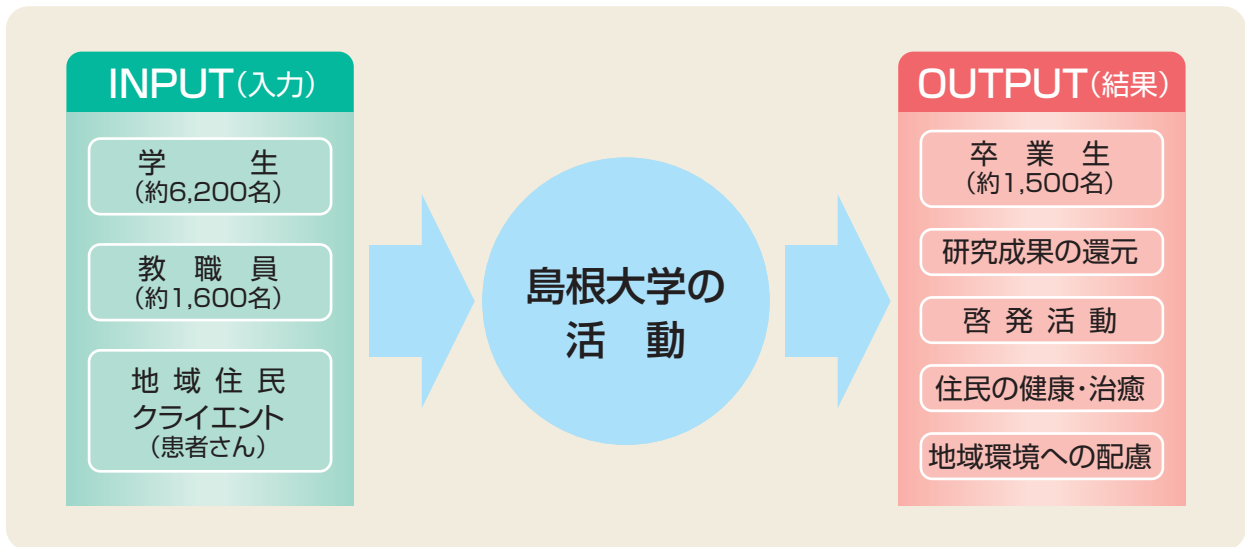 INPUT(入力)
学 生
(約6,200名)
教 職 員
(約1,600名)
地 域 住 民
クライエント
(患者さん)
島根大学の
活 動
OUTPUT(結果)
卒 業 生
(約1,500名)
研究成果の還元
啓 発 活 動
住民の健康・治癒
地域環境への配慮